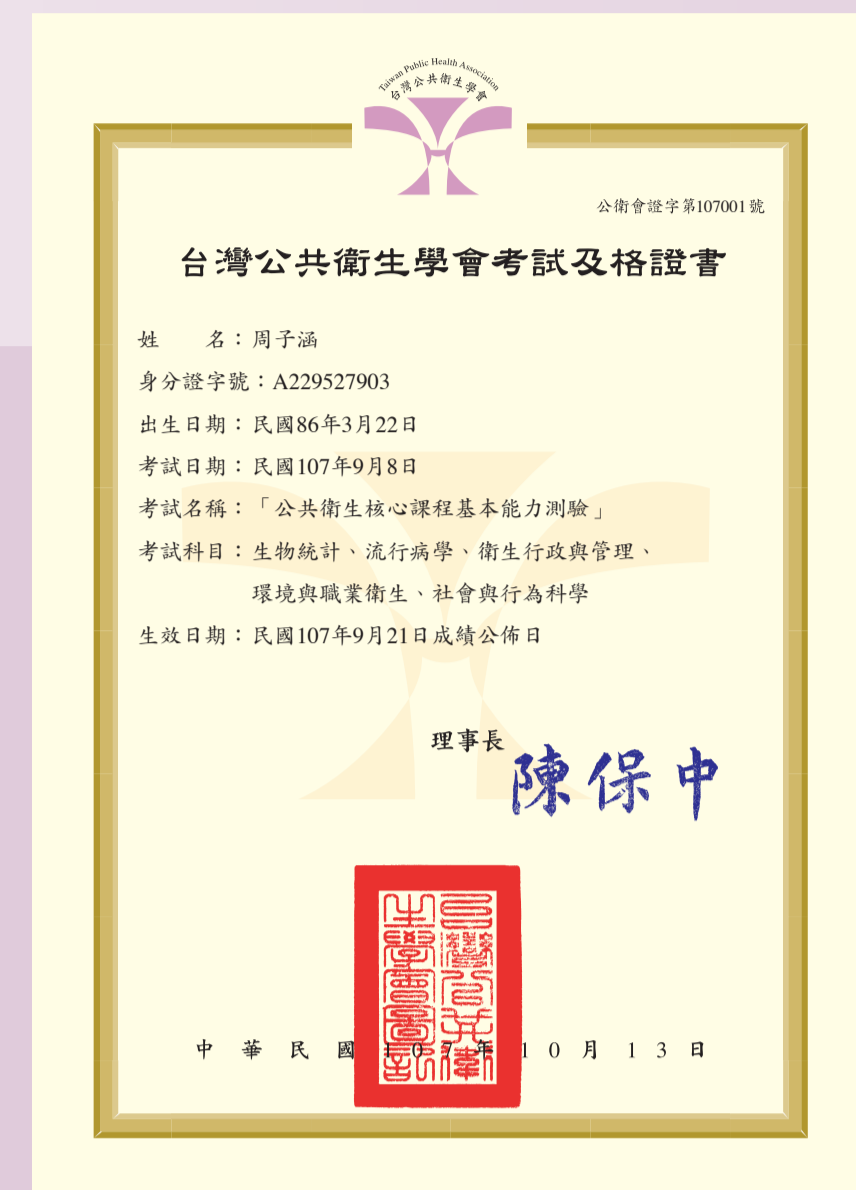 Taiwan Public Health Association
台灣公共衛生學會
公衛會證字第107001號
台灣公共衛生學會考試及格證書
姓　　名：周子涵
身分證字號：A229527903
出生日期：民國86年3月22日
考試日期：民國107年9月8日
考試名稱：「公共衛生核心課程基本能力測驗」
考試科目：生物統計、流行病學、衛生行政與管理、
環境與職業衛生、社會與行為科學
生效日期：民國107年9月21日成績公佈日
理事長
陳保中
中華民國107年10月13日